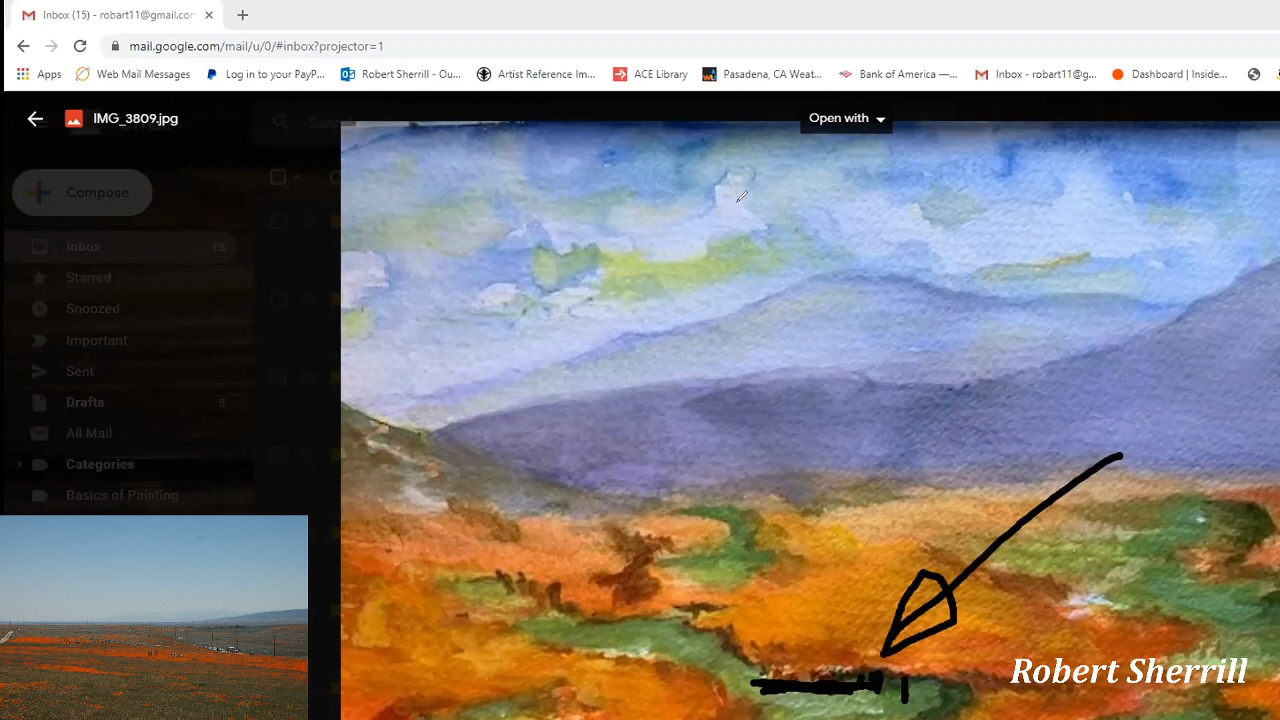 Inbox (15) - robart11@gmail.cor
mail.google.com/mail/u/0/#inbox?projector=1
Apps Web Mail Messages Log in to your PayP... Robert Sherrill - Ou... Artist Reference Im... ACE Library Pasadena, CA Weat... Bank of America —... Inbox - robart11@g... Dashboard | Inside...
IMG_3809.jpg
Open with
Compose
Inbox 15
Starred
Snoozed
Important
Sent
Drafts 3
All Mail
Categories
Basics of Painting
Robert Sherrill